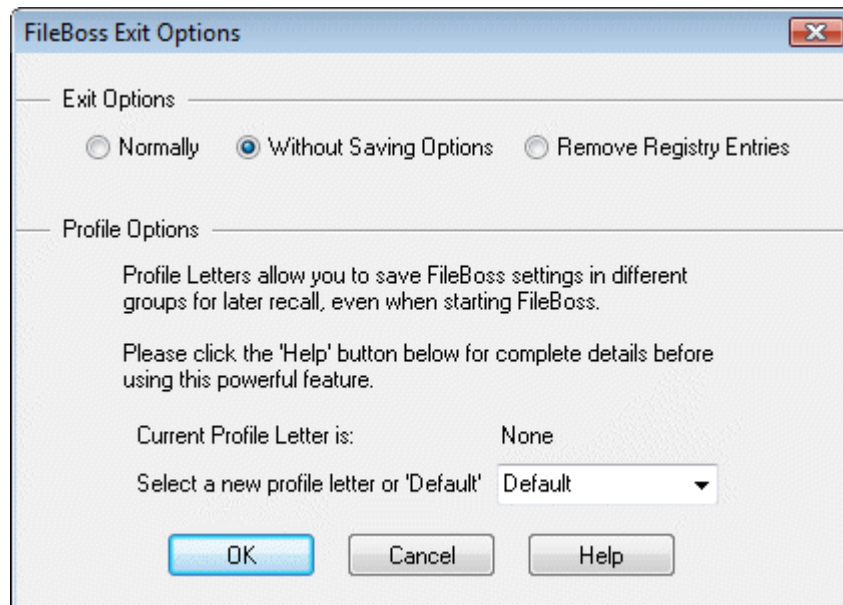 FileBoss Exit Options
Exit Options
Normally Without Saving Options Remove Registry Entries
Profile Options
Profile Letters allow you to save FileBoss settings in different
groups for later recall, even when starting FileBoss.
Please click the 'Help' button below for complete details before
using this powerful feature.
Current Profile Letter is: None
Select a new profile letter or 'Default' Default
OK Cancel Help